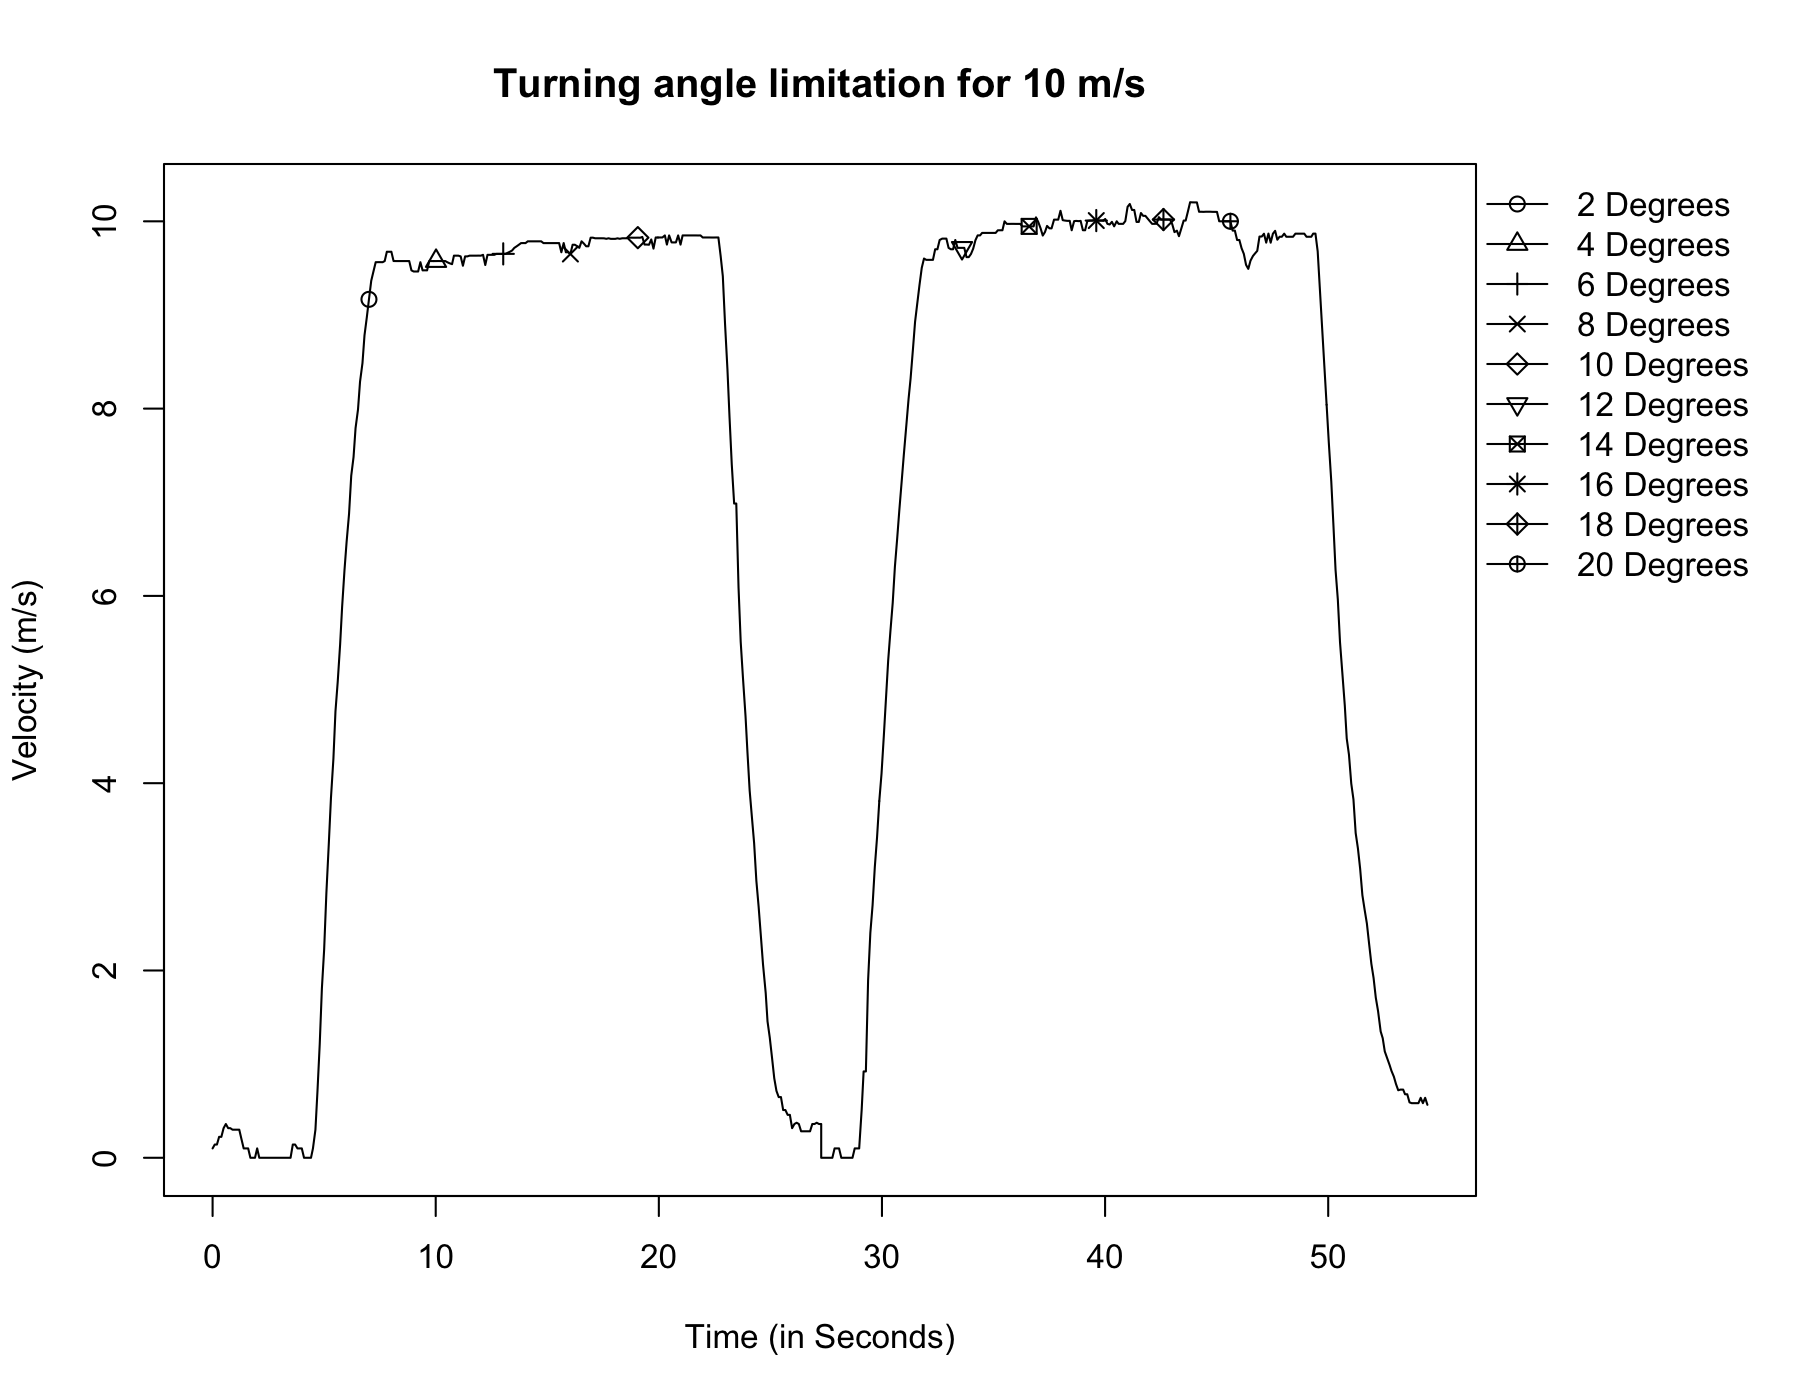 Turning angle limitation for 10 m/s
Velocity (m/s)
10
8
6
4
2
0
0 10 20 30 40 50
Time (in Seconds)
2 Degrees
4 Degrees
6 Degrees
8 Degrees
10 Degrees
12 Degrees
14 Degrees
16 Degrees
18 Degrees
20 Degrees